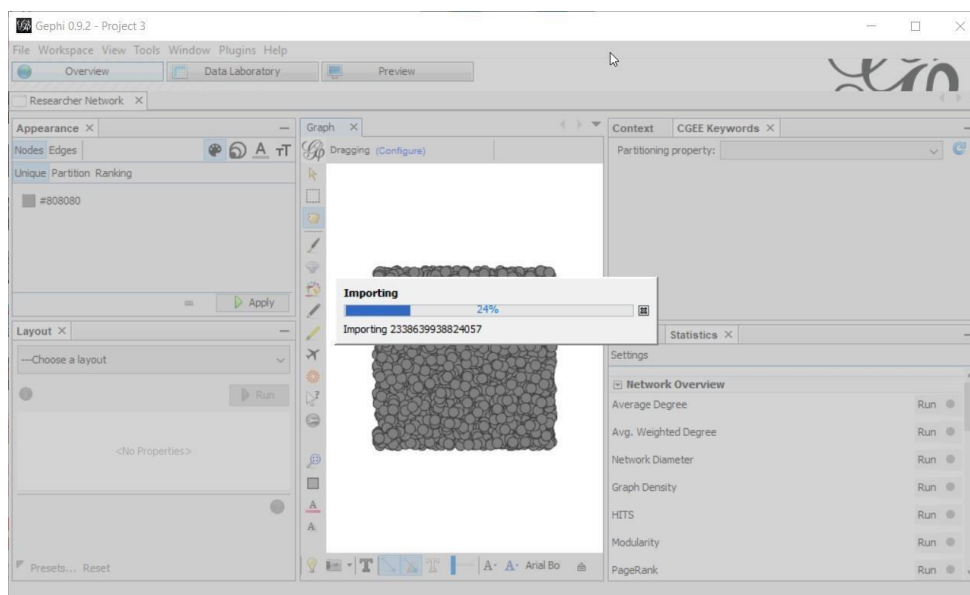 Gephi 0.9.2 - Project 3
File Workspace View Tools Window Plugins Help
Overview Data Laboratory Preview
Researcher Network
Appearance
Nodes Edges
Unique Partition Ranking
#808080
Apply
Layout
---Choose a layout
Run
<No Properties>
Presets... Reset
Graph
Dragging (Configure)
Importing
24%
Importing 2338639938824057
Arial Bo
Context CGEE Keywords
Partitioning property:
Statistics
Settings
Network Overview
Average Degree Run
Avg. Weighted Degree Run
Network Diameter Run
Graph Density Run
HITS Run
Modularity Run
PageRank Run